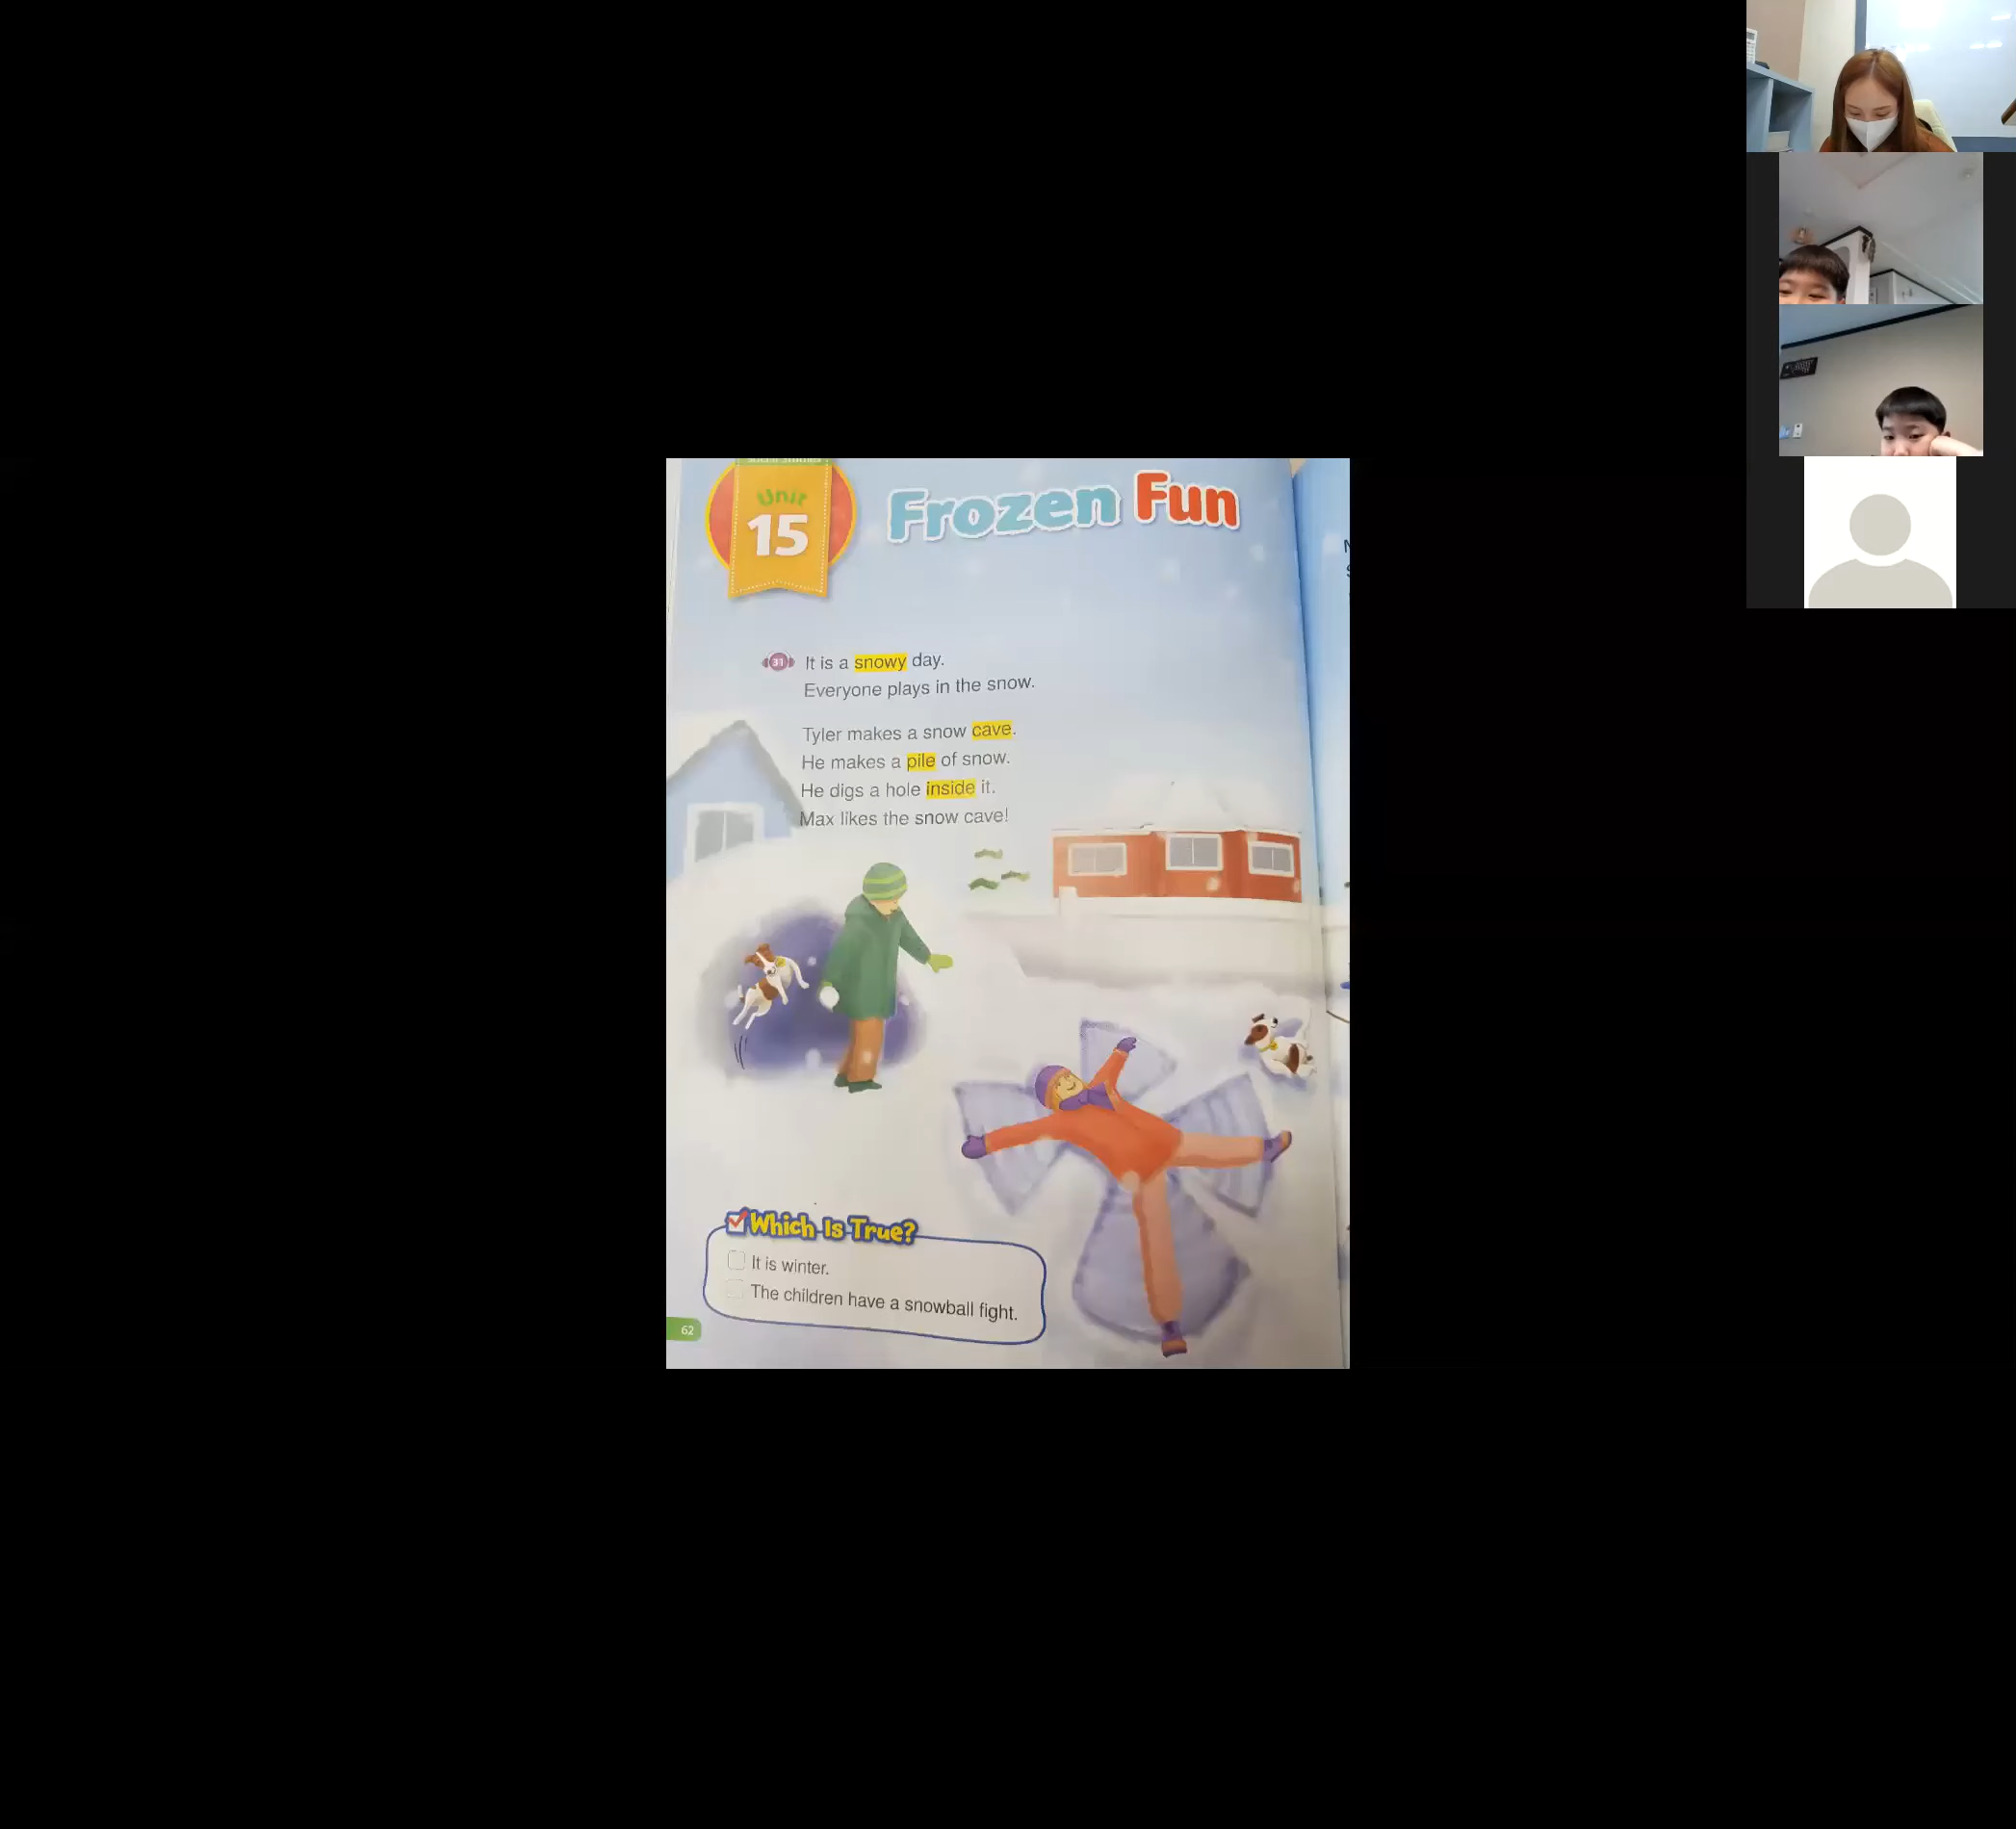 Unit
15
Frozen Fun
31
It is a snowy day.
Everyone plays in the snow.
Tyler makes a snow cave.
He makes a pile of snow.
He digs a hole inside it.
Max likes the snow cave!
Which Is True?
It is winter.
The children have a snowball fight.
62